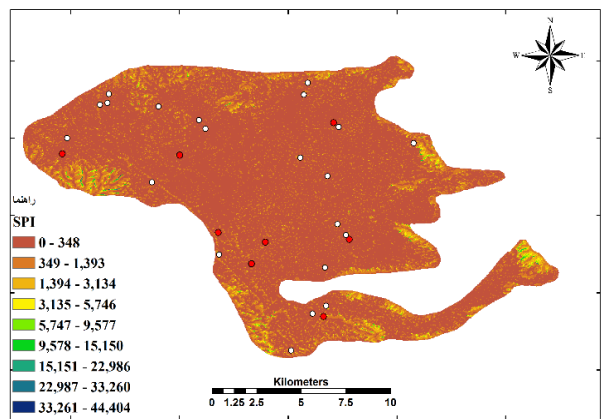 N
W
E
S
راهنما
SPI
0 - 348
349 - 1,393
1,394 - 3,134
3,135 - 5,746
5,747 - 9,577
9,578 - 15,150
15,151 - 22,986
22,987 - 33,260
33,261 - 44,404
Kilometers
0 1.25 2.5 5 7.5 10